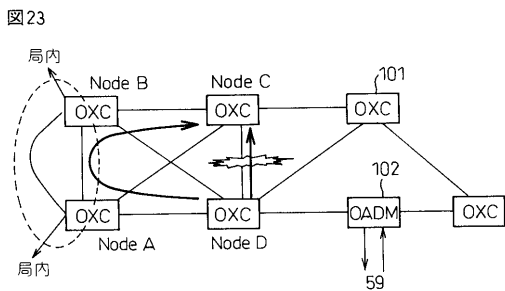 図23
局内
Node B
Node C
101
OXC
OXC
OXC
102
OXC
OXC
OADM
OXC
Node A
Node D
局内
59